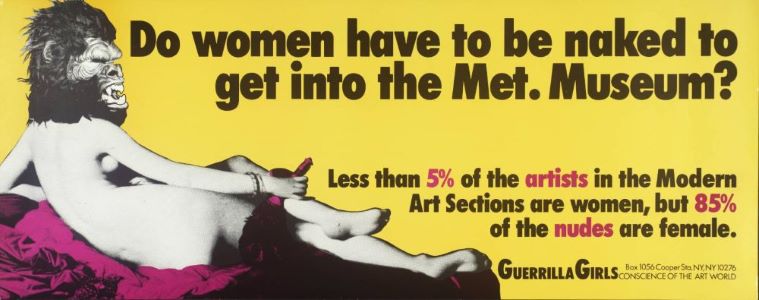 Do women have to be naked to
get into the Met. Museum?
Less than 5% of the artists in the Modern
Art Sections are women, but 85%
of the nudes are female.
GUERRILLA GIRLS Box 1056 Cooper Sta. NY, NY 10276
CONSCIENCE OF THE ART WORLD